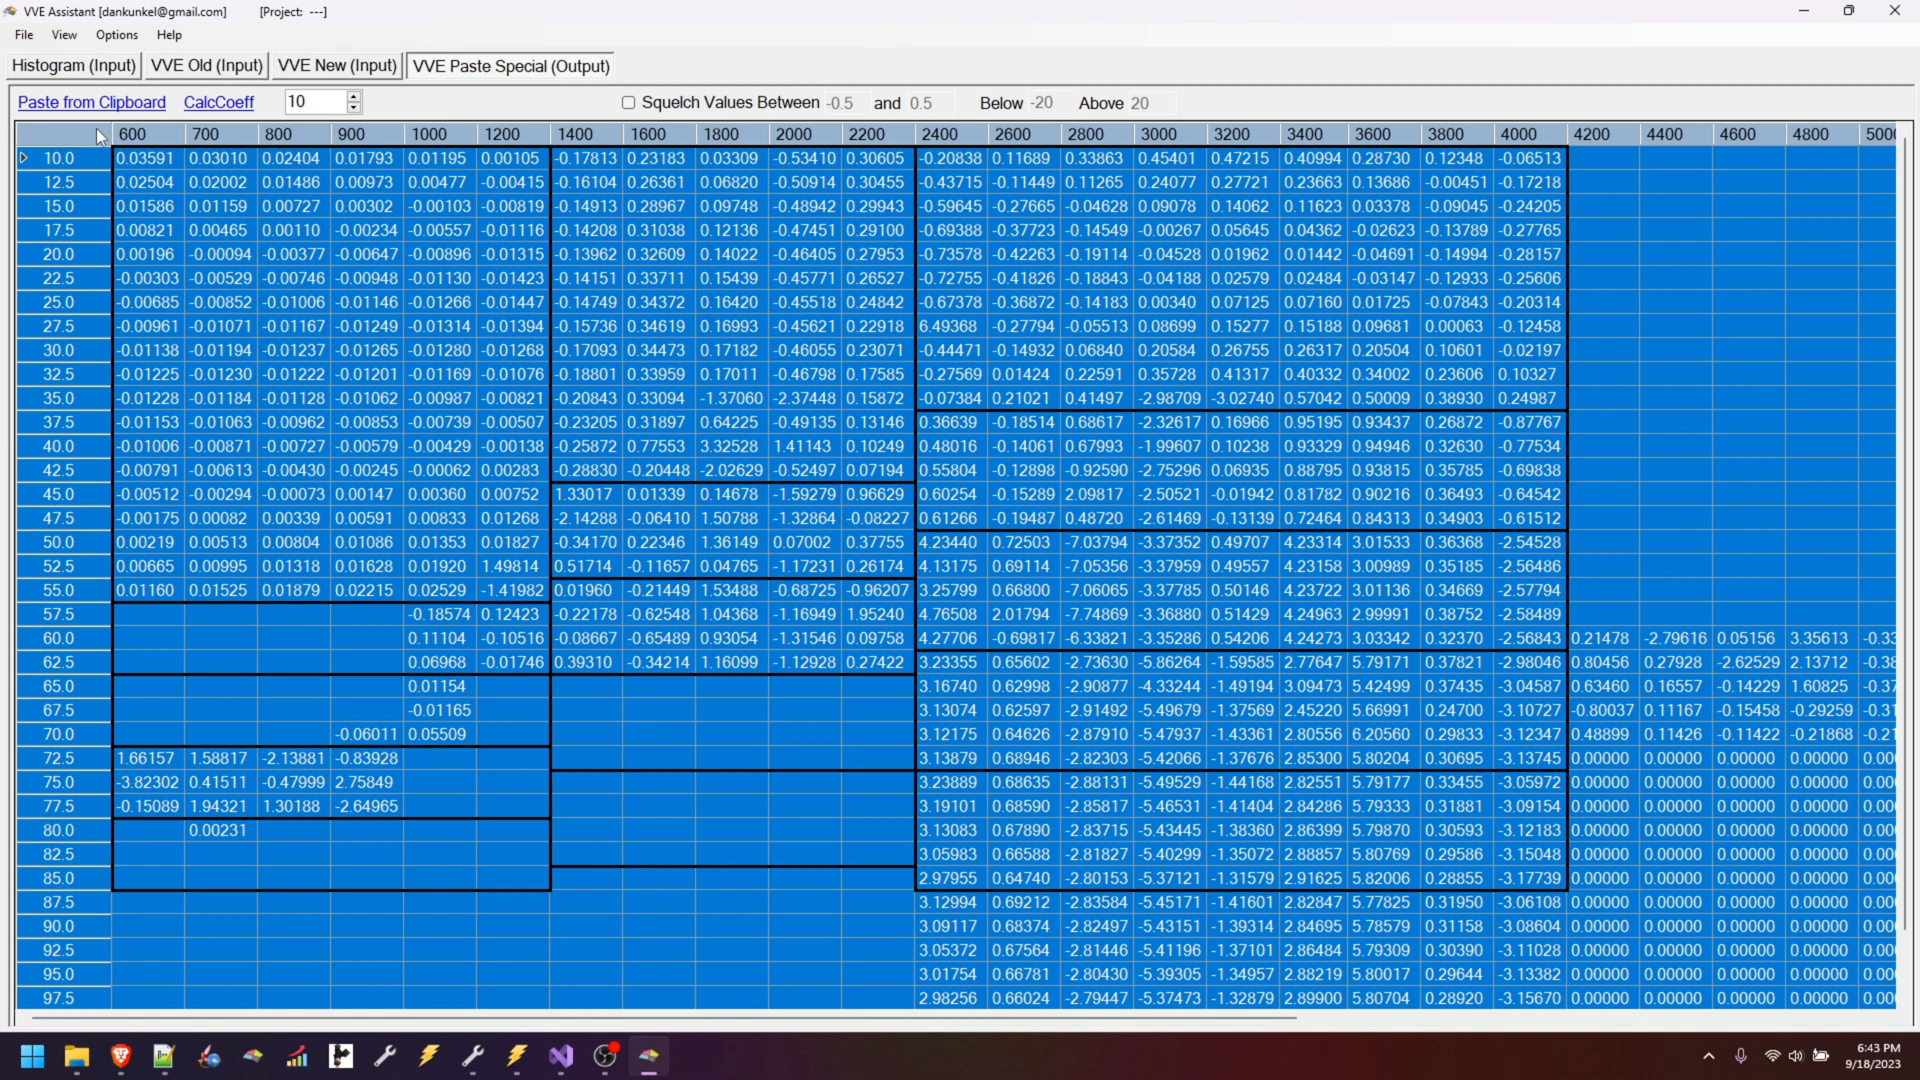 VVE Assistant [dankunkel@gmail.com] [Project: ---]
File View Options Help
Histogram (Input) VVE Old (Input) VVE New (Input) VVE Paste Special (Output)
Paste from Clipboard CalcCoeff 10 Squelch Values Between -0.5 and 0.5 Below -20 Above 20
600 700 800 900 1000 1200 1400 1600 1800 2000 2200 2400 2600 2800 3000 3200 3400 3600 3800 4000 4200 4400 4600 4800 5000
10.0 0.03591 0.03010 0.02404 0.01793 0.01195 0.00105 -0.17813 0.23183 0.03309 -0.53410 0.30605 -0.20838 0.11689 0.33863 0.45401 0.47215 0.40994 0.28730 0.12348 -0.06513
12.5 0.02504 0.02002 0.01486 0.00973 0.00477 -0.00415 -0.16104 0.26361 0.06820 -0.50914 0.30455 -0.43715 -0.11449 0.11265 0.24077 0.27721 0.23663 0.13686 -0.00451 -0.17218
15.0 0.01586 0.01159 0.00727 0.00302 -0.00103 -0.00819 -0.14913 0.28967 0.09748 -0.48942 0.29943 -0.59645 -0.27665 -0.04628 0.09078 0.14062 0.11623 0.03378 -0.09045 -0.24205
17.5 0.00821 0.00465 0.00110 -0.00234 -0.00557 -0.01116 -0.14208 0.31038 0.12136 -0.47451 0.29100 -0.69388 -0.37723 -0.14549 -0.00267 0.05645 0.04362 -0.02623 -0.13789 -0.27765
20.0 0.00196 -0.00094 -0.00377 -0.00647 -0.00896 -0.01315 -0.13962 0.32609 0.14022 -0.46405 0.27953 -0.73578 -0.42263 -0.19114 -0.04528 0.01962 0.01442 -0.04691 -0.14994 -0.28157
22.5 -0.00303 -0.00529 -0.00746 -0.00948 -0.01130 -0.01423 -0.14151 0.33711 0.15439 -0.45771 0.26527 -0.72755 -0.41826 -0.18843 -0.04188 0.02579 0.02484 -0.03147 -0.12933 -0.25606
25.0 -0.00685 -0.00852 -0.01006 -0.01146 -0.01266 -0.01447 -0.14749 0.34372 0.16420 -0.45518 0.24842 -0.67378 -0.36872 -0.14183 0.00340 0.07125 0.07160 0.01725 -0.07843 -0.20314
27.5 -0.00961 -0.01071 -0.01167 -0.01249 -0.01314 -0.01394 -0.15736 0.34619 0.16993 -0.45621 0.22918 6.49368 -0.27794 -0.05513 0.08699 0.15277 0.15188 0.09681 0.00063 -0.12458
30.0 -0.01138 -0.01194 -0.01237 -0.01265 -0.01280 -0.01268 -0.17093 0.34473 0.17182 -0.46055 0.23071 -0.44471 -0.14932 0.06840 0.20584 0.26755 0.26317 0.20504 0.10601 -0.02197
32.5 -0.01225 -0.01230 -0.01222 -0.01201 -0.01169 -0.01076 -0.18801 0.33959 0.17011 -0.46798 0.17585 -0.27569 0.01424 0.22591 0.35728 0.41317 0.40332 0.34002 0.23606 0.10327
35.0 -0.01228 -0.01184 -0.01128 -0.01062 -0.00987 -0.00821 -0.20843 0.33094 -1.37060 -2.37448 0.15872 -0.07384 0.21021 0.41497 -2.98709 -3.02740 0.57042 0.50009 0.38930 0.24987
37.5 -0.01153 -0.01063 -0.00962 -0.00853 -0.00739 -0.00507 -0.23205 0.31897 0.64225 -0.49135 0.13146 0.36639 -0.18514 0.68617 -2.32617 0.16966 0.95195 0.93437 0.26872 -0.87767
40.0 -0.01006 -0.00871 -0.00727 -0.00579 -0.00429 -0.00138 -0.25872 0.77553 3.32528 1.41143 0.10249 0.48016 -0.14061 0.67993 -1.99607 0.10238 0.93329 0.94946 0.32630 -0.77534
42.5 -0.00791 -0.00613 -0.00430 -0.00245 -0.00062 0.00283 -0.28830 -0.20448 -2.02629 -0.52497 0.07194 0.55804 -0.12898 -0.92590 -2.75296 0.06935 0.88795 0.93815 0.35785 -0.69838
45.0 -0.00512 -0.00294 -0.00073 0.00147 0.00360 0.00752 1.33017 0.01339 0.14678 -1.59279 0.96629 0.60254 -0.15289 2.09817 -2.50521 -0.01942 0.81782 0.90216 0.36493 -0.64542
47.5 -0.00175 0.00082 0.00339 0.00591 0.00833 0.01268 -2.14288 -0.06410 1.50788 -1.32864 -0.08227 0.61266 -0.19487 0.48720 -2.61469 -0.13139 0.72464 0.84313 0.34903 -0.61512
50.0 0.00219 0.00513 0.00804 0.01086 0.01353 0.01827 -0.34170 0.22346 1.36149 0.07002 0.37755 4.23440 0.72503 -7.03794 -3.37352 0.49707 4.23314 3.01533 0.36368 -2.54528
52.5 0.00665 0.00995 0.01318 0.01628 0.01920 1.49814 0.51714 -0.11657 0.04765 -1.17231 0.26174 4.13175 0.69114 -7.05356 -3.37959 0.49557 4.23158 3.00989 0.35185 -2.56486
55.0 0.01160 0.01525 0.01879 0.02215 0.02529 -1.41982 0.01960 -0.21449 1.53488 -0.68725 -0.96207 3.25799 0.66800 -7.06065 -3.37785 0.50146 4.23722 3.01136 0.34669 -2.57794
57.5 -0.18574 0.12423 -0.22178 -0.62548 1.04368 -1.16949 1.95240 4.76508 2.01794 -7.74869 -3.36880 0.51429 4.24963 2.99991 0.38752 -2.58489
60.0 0.11104 -0.10516 -0.08667 -0.65489 0.93054 -1.31546 0.09758 4.27706 -0.69817 -6.33821 -3.35286 0.54206 4.24273 3.03342 0.32370 -2.56843 0.21478 -2.79616 0.05156 3.35613 -0.33
62.5 0.06968 -0.01746 0.39310 -0.34214 1.16099 -1.12928 0.27422 3.23355 0.65602 -2.73630 -5.86264 -1.59585 2.77647 5.79171 0.37821 -2.98046 0.80456 0.27928 -2.62529 2.13712 -0.38
65.0 0.01154 3.16740 0.62998 -2.90877 -4.33244 -1.49194 3.09473 5.42499 0.37435 -3.04587 0.63460 0.16557 -0.14229 1.60825 -0.37
67.5 -0.01165 3.13074 0.62597 -2.91492 -5.49679 -1.37569 2.45220 5.66991 0.24700 -3.10727 -0.80037 0.11167 -0.15458 -0.29259 -0.31
70.0 -0.06011 0.05509 3.12175 0.64626 -2.87910 -5.47937 -1.43361 2.80556 6.20560 0.29833 -3.12347 0.48899 0.11426 -0.11422 -0.21868 -0.21
72.5 1.66157 1.58817 -2.13881 -0.83928 3.13879 0.68946 -2.82303 -5.42066 -1.37676 2.85300 5.80204 0.30695 -3.13745 0.00000 0.00000 0.00000 0.00000 0.00
75.0 -3.82302 0.41511 -0.47999 2.75849 3.23889 0.68635 -2.88131 -5.49529 -1.44168 2.82551 5.79177 0.33455 -3.05972 0.00000 0.00000 0.00000 0.00000 0.00
77.5 -0.15089 1.94321 1.30188 -2.64965 3.19101 0.68590 -2.85817 -5.46531 -1.41404 2.84286 5.79333 0.31881 -3.09154 0.00000 0.00000 0.00000 0.00000 0.00
80.0 0.00231 3.13083 0.67890 -2.83715 -5.43445 -1.38360 2.86399 5.79870 0.30593 -3.12183 0.00000 0.00000 0.00000 0.00000 0.00
82.5 3.05983 0.66588 -2.81827 -5.40299 -1.35072 2.88857 5.80769 0.29586 -3.15048 0.00000 0.00000 0.00000 0.00000 0.00
85.0 2.97955 0.64740 -2.80153 -5.37121 -1.31579 2.91625 5.82006 0.28855 -3.17739 0.00000 0.00000 0.00000 0.00000 0.00
87.5 3.12994 0.69212 -2.83584 -5.45171 -1.41601 2.82847 5.77825 0.31950 -3.06108 0.00000 0.00000 0.00000 0.00000 0.00
90.0 3.09117 0.68374 -2.82497 -5.43151 -1.39314 2.84695 5.78579 0.31158 -3.08604 0.00000 0.00000 0.00000 0.00000 0.00
92.5 3.05372 0.67564 -2.81446 -5.41196 -1.37101 2.86484 5.79309 0.30390 -3.11028 0.00000 0.00000 0.00000 0.00000 0.00
95.0 3.01754 0.66781 -2.80430 -5.39305 -1.34957 2.88219 5.80017 0.29644 -3.13382 0.00000 0.00000 0.00000 0.00000 0.00
97.5 2.98256 0.66024 -2.79447 -5.37473 -1.32879 2.89900 5.80704 0.28920 -3.15670 0.00000 0.00000 0.00000 0.00000 0.00
6:43 PM
9/18/2023